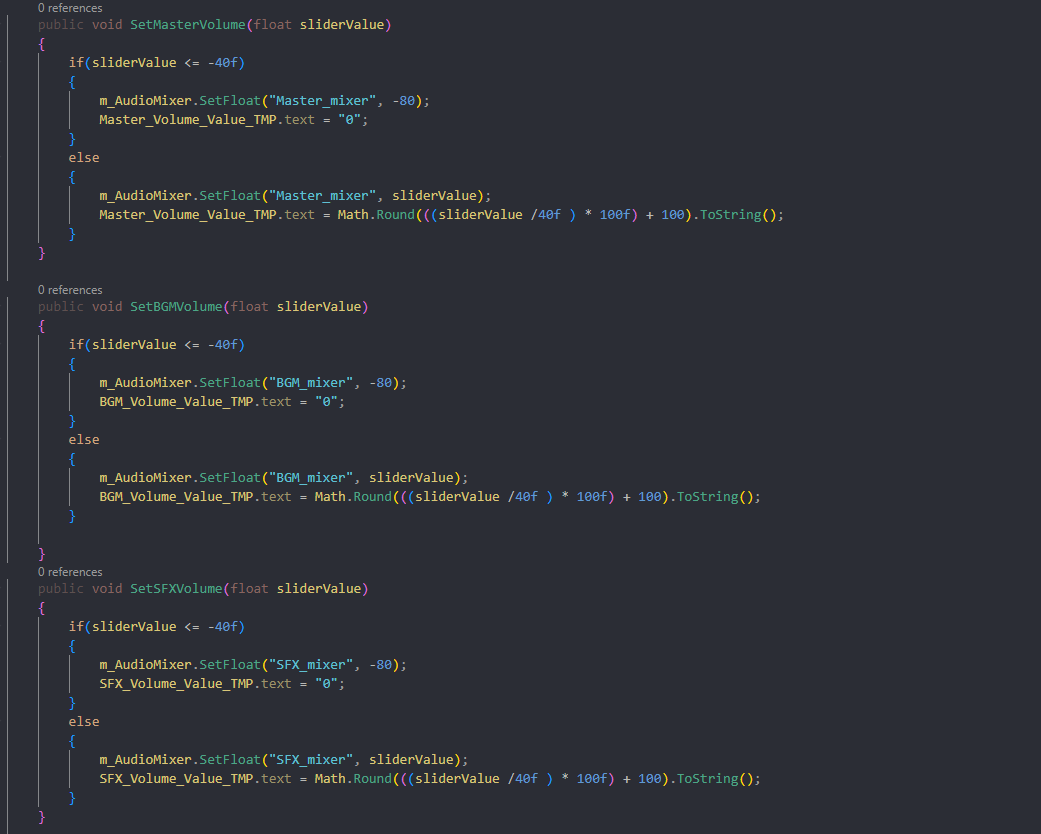 0 references
public void SetMasterVolume(float sliderValue)
{
if(sliderValue <= -40f)
{
m_AudioMixer.SetFloat("Master_mixer", -80);
Master_Volume_Value_TMP.text = "0";
}
else
{
m_AudioMixer.SetFloat("Master_mixer", sliderValue);
Master_Volume_Value_TMP.text = Math.Round(((sliderValue /40f ) * 100f) + 100).ToString();
}
}
0 references
public void SetBGMVolume(float sliderValue)
{
if(sliderValue <= -40f)
{
m_AudioMixer.SetFloat("BGM_mixer", -80);
BGM_Volume_Value_TMP.text = "0";
}
else
{
m_AudioMixer.SetFloat("BGM_mixer", sliderValue);
BGM_Volume_Value_TMP.text = Math.Round(((sliderValue /40f ) * 100f) + 100).ToString();
}
}
0 references
public void SetSFXVolume(float sliderValue)
{
if(sliderValue <= -40f)
{
m_AudioMixer.SetFloat("SFX_mixer", -80);
SFX_Volume_Value_TMP.text = "0";
}
else
{
m_AudioMixer.SetFloat("SFX_mixer", sliderValue);
SFX_Volume_Value_TMP.text = Math.Round(((sliderValue /40f ) * 100f) + 100).ToString();
}
}